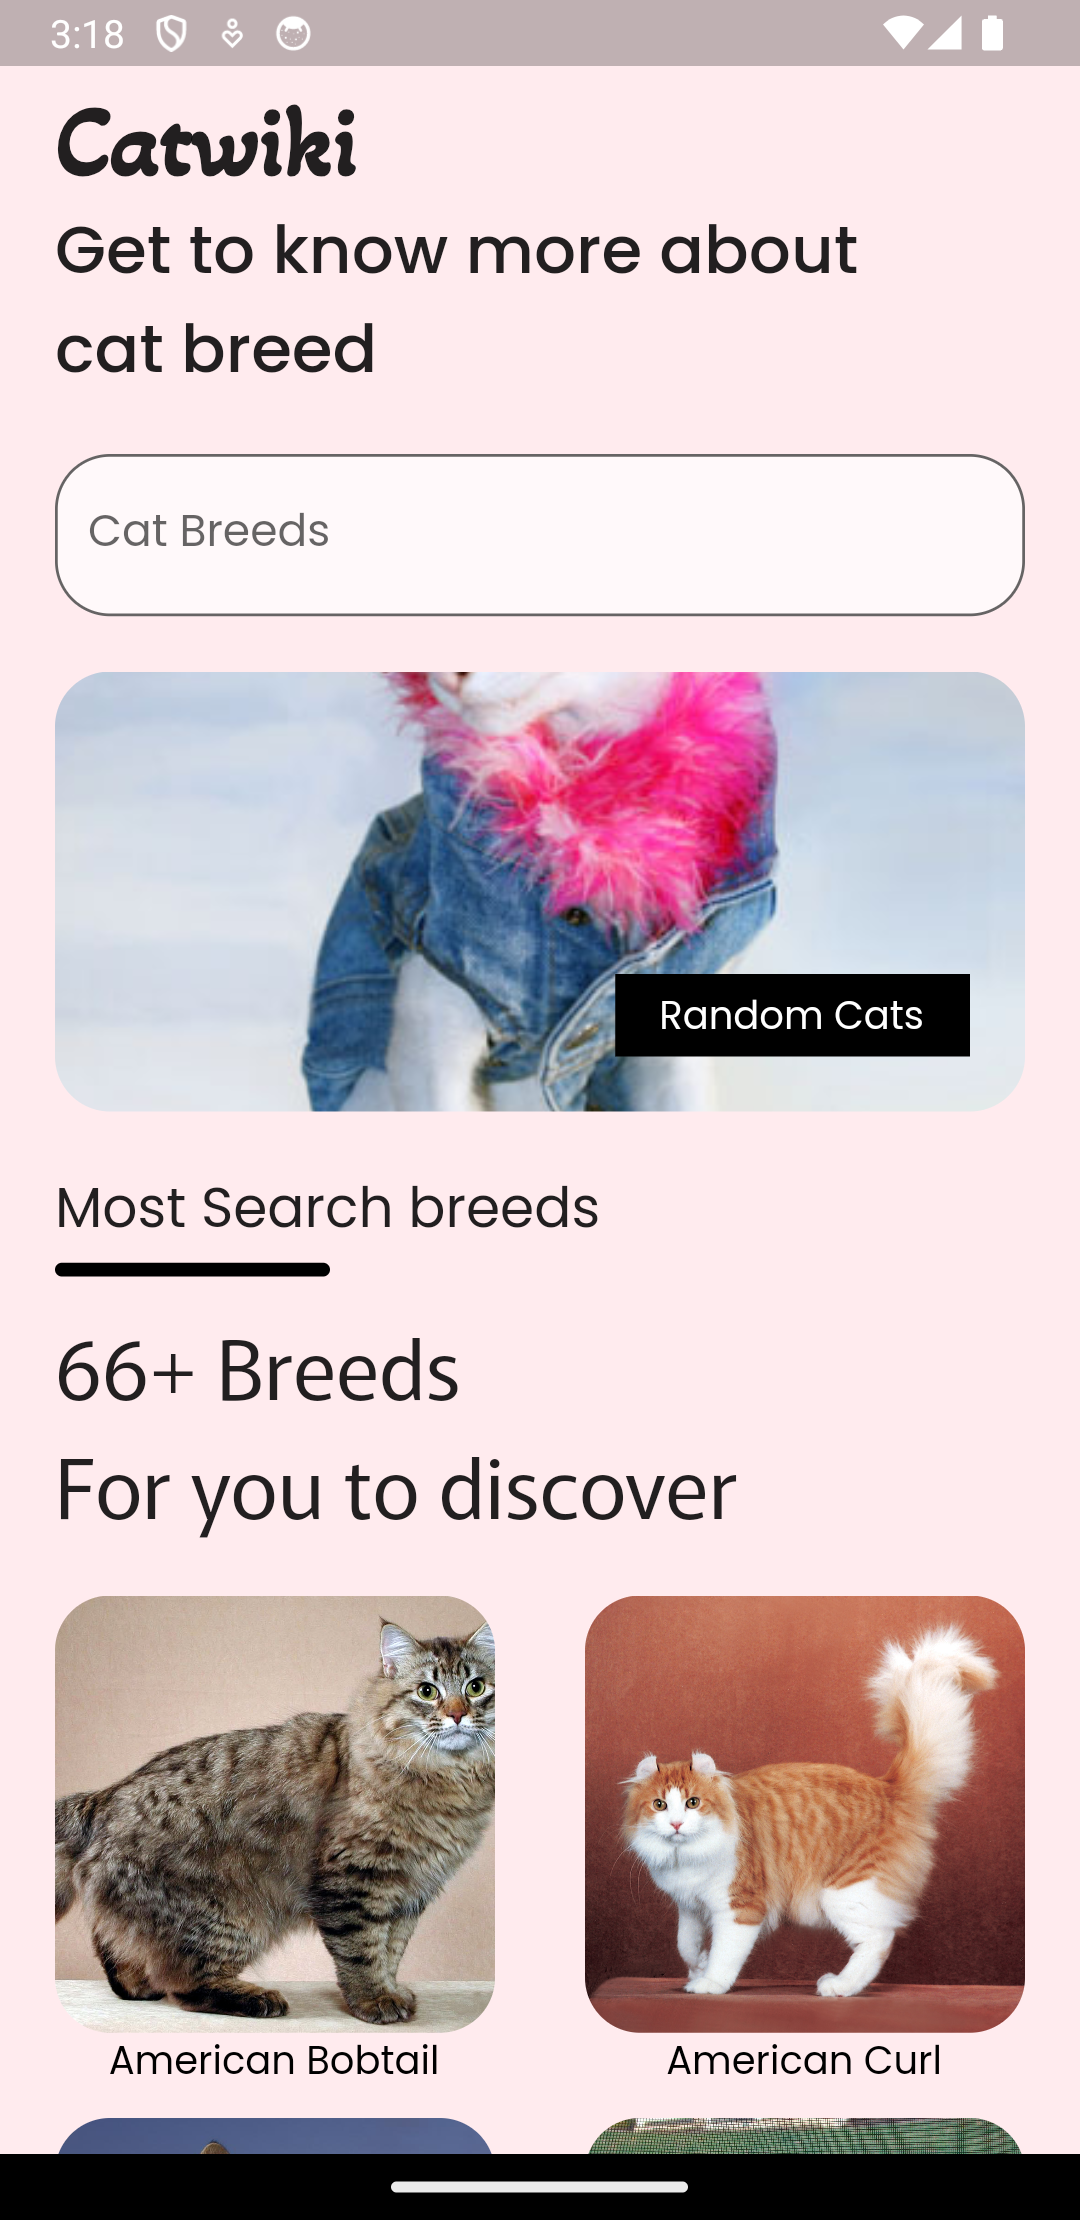 3:18
Catwiki
Get to know more about
cat breed
Cat Breeds
Random Cats
Most Search breeds
66+ Breeds
For you to discover
American Bobtail
American Curl